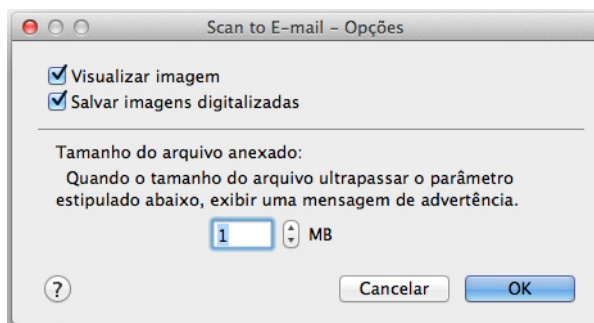 Scan to E-mail – Opções
Visualizar imagem
Salvar imagens digitalizadas
Tamanho do arquivo anexado:
Quando o tamanho do arquivo ultrapassar o parâmetro
estipulado abaixo, exibir uma mensagem de advertência.
1 MB
? Cancelar OK